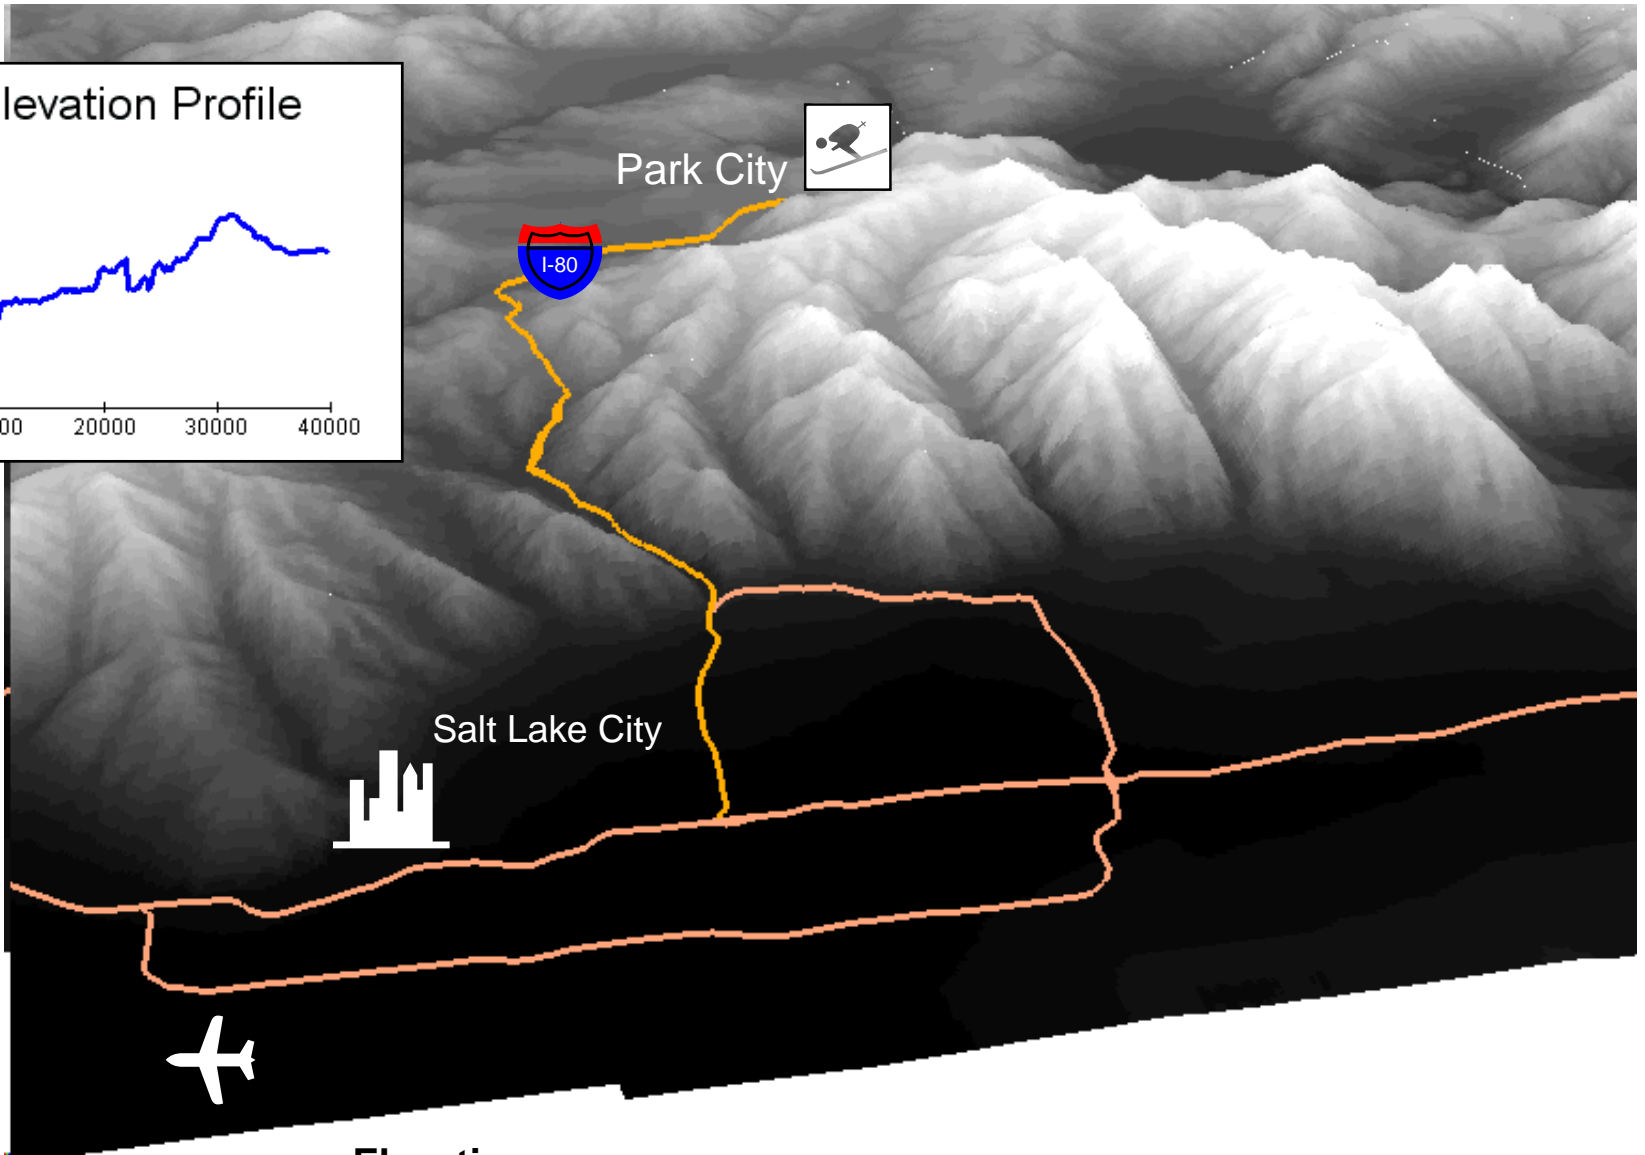 levation Profile
Park City
I-80
00 20000 30000 40000
Salt Lake City